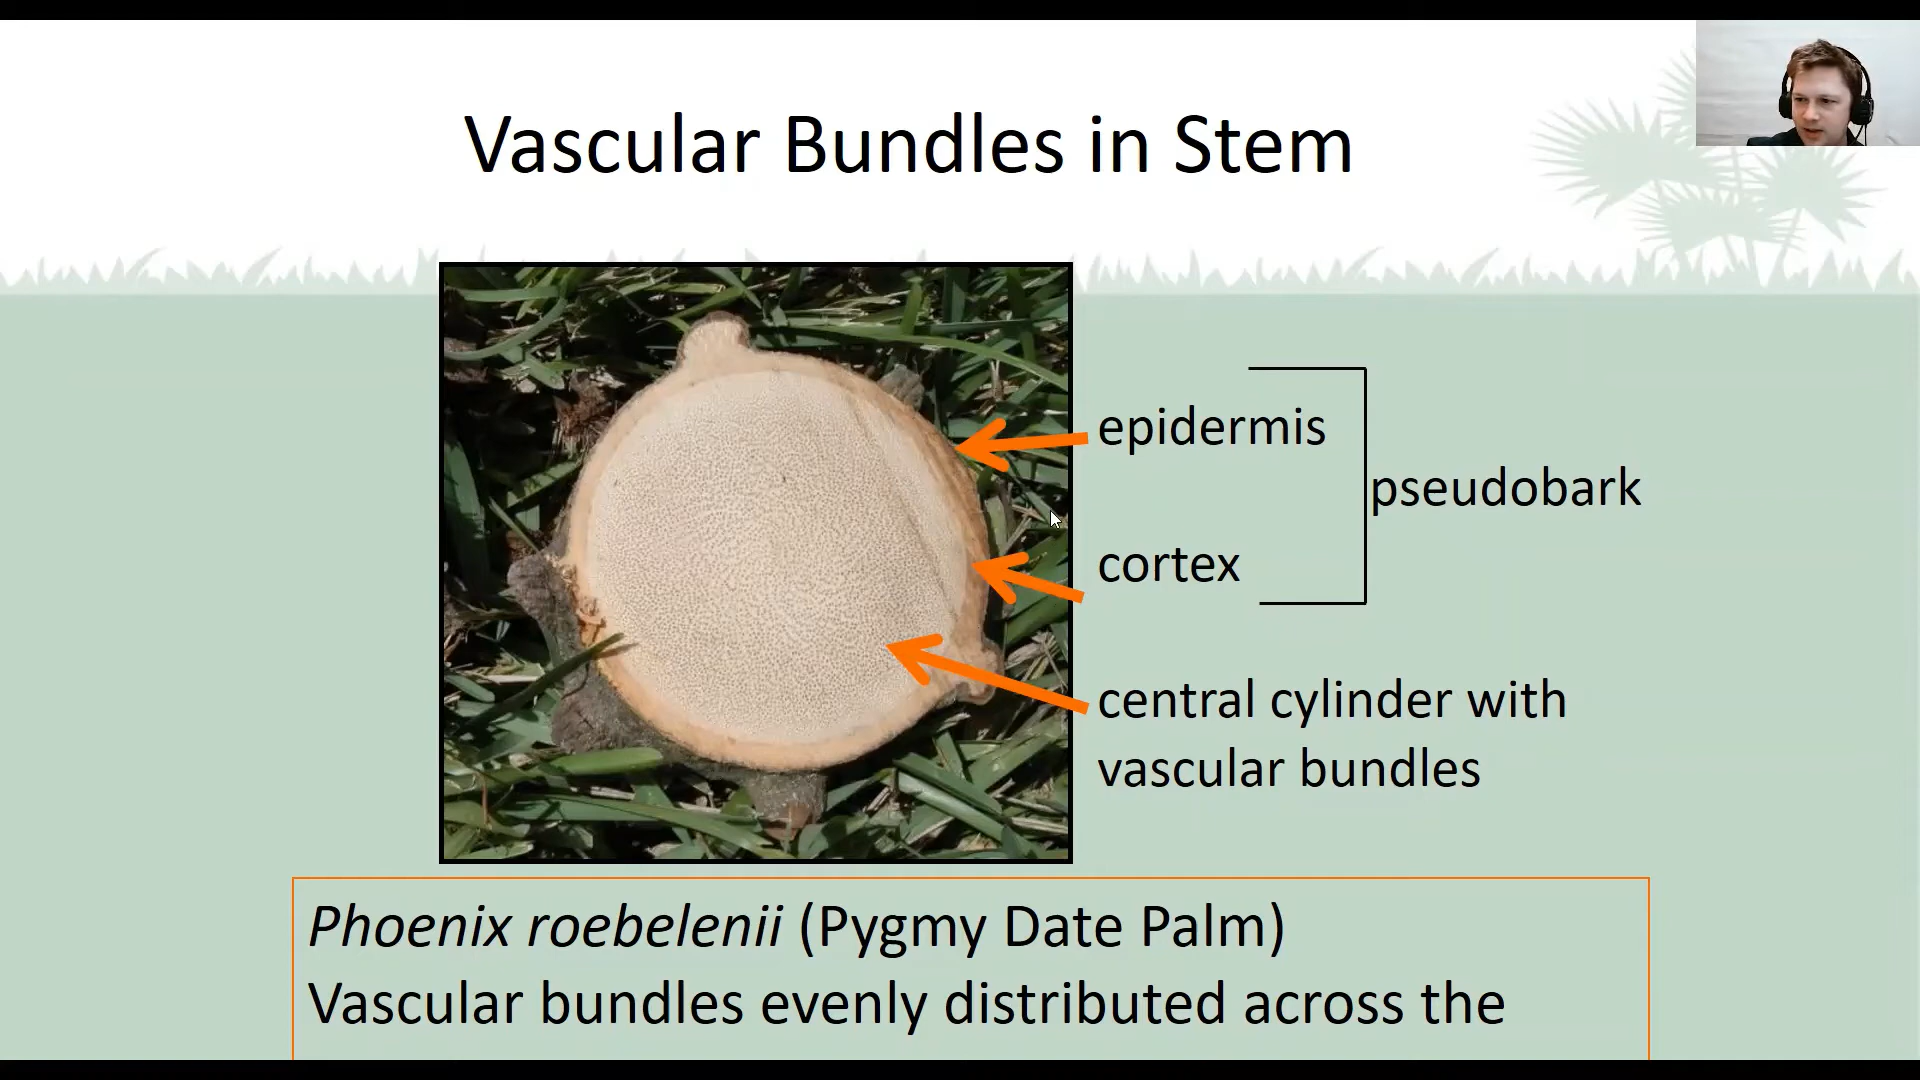 Vascular Bundles in Stem
epidermis
pseudobark
cortex
central cylinder with
vascular bundles
Phoenix roebelenii (Pygmy Date Palm)
Vascular bundles evenly distributed across the